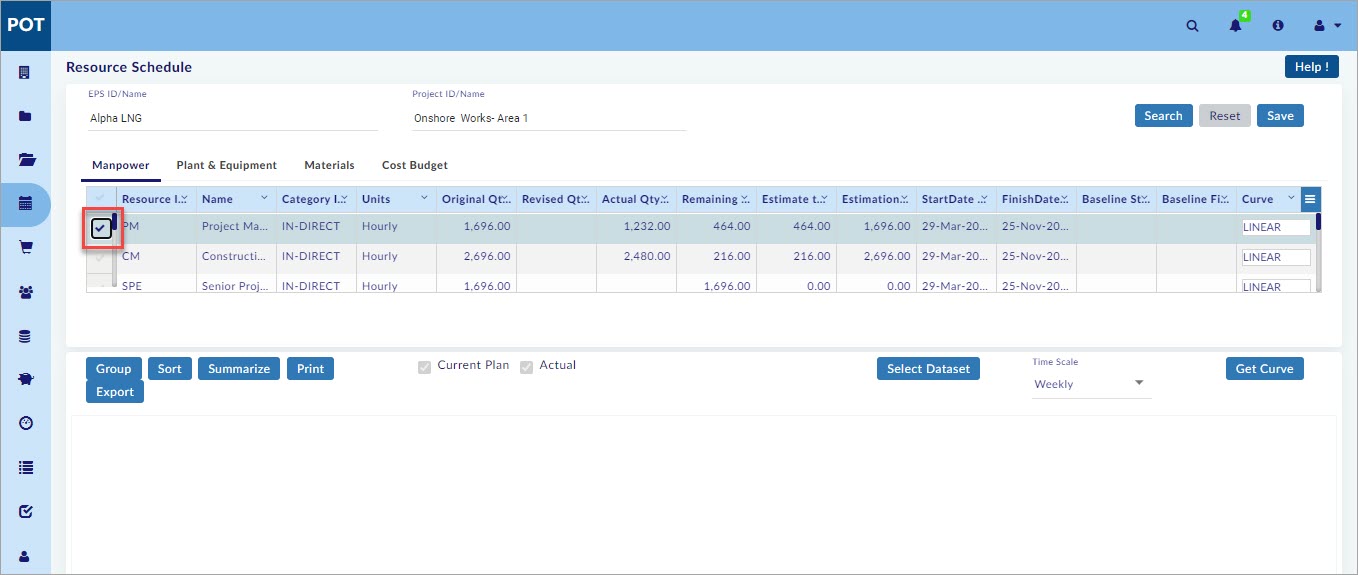 POT
4
Resource Schedule
Help !
EPS ID/Name
Project ID/Name
Alpha LNG
Onshore Works- Area 1
Search Reset Save
Manpower Plant & Equipment Materials Cost Budget
Resource I... Name Category I... Units Original Qt... Revised Qt... Actual Qty... Remaining ... Estimate t... Estimation... StartDate ... FinishDate... Baseline St... Baseline Fi... Curve
PM Project Ma... IN-DIRECT Hourly 1,696.00 1,232.00 464.00 464.00 1,696.00 29-Mar-20... 25-Nov-20... LINEAR
CM Constructi... IN-DIRECT Hourly 2,696.00 2,480.00 216.00 216.00 2,696.00 29-Mar-20... 25-Nov-20... LINEAR
SPE Senior Proj... IN-DIRECT Hourly 1,696.00 1,696.00 0.00 0.00 29-Mar-20... 25-Nov-20... LINEAR
Group Sort Summarize Print
Export
Current Plan Actual
Select Dataset
Time Scale
Weekly
Get Curve